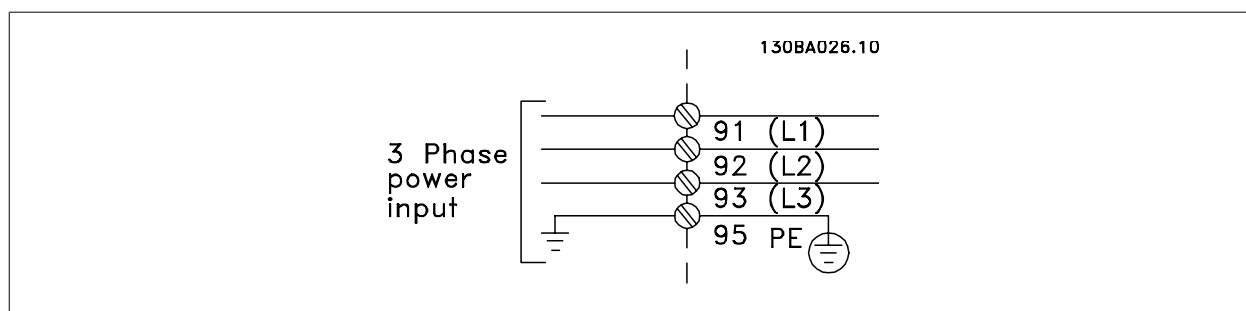 130BA026.10
3 Phase
power
input
91 (L1)
92 (L2)
93 (L3)
95 PE